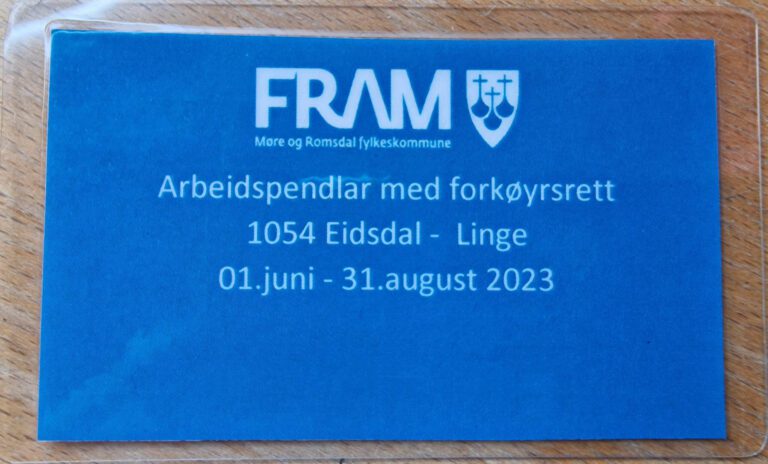 FRAM
Møre og Romsdal fylkeskommune
Arbeidspendlar med forkøyrsrett
1054 Eidsdal - Linge
01.juni - 31.august 2023